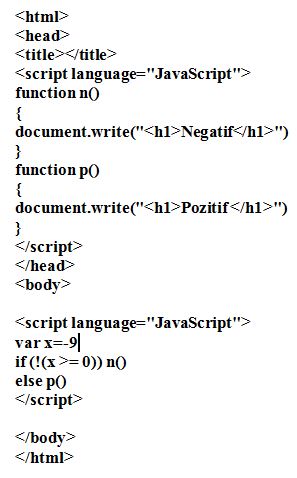 <html>
<head>
<title></title>
<script language="JavaScript">
function n()
{
document.write("<h1>Negatif</h1>")
}
function p()
{
document.write("<h1>Pozitif</h1>")
}
</script>
</head>
<body>

<script language="JavaScript">
var x=-9
if (!(x >= 0)) n()
else p()
</script>

</body>
</html>